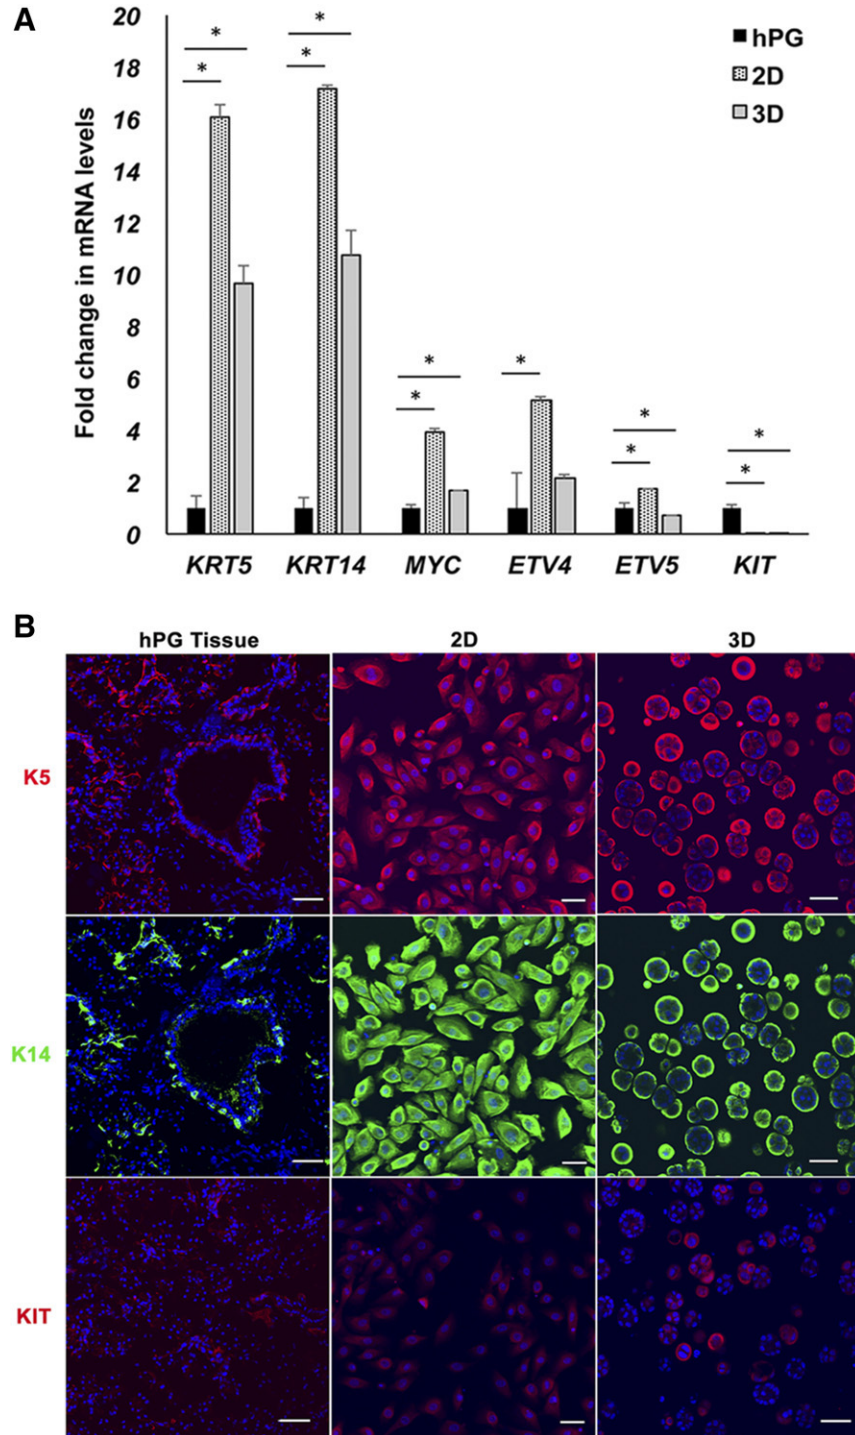 A
Fold change in mRNA levels
20
18
16
14
12
10
8
6
4
2
0
* * * * * * * * * * *
hPG
2D
3D
KRT5 KRT14 MYC ETV4 ETV5 KIT
B
hPG Tissue 2D 3D
K5
K14
KIT